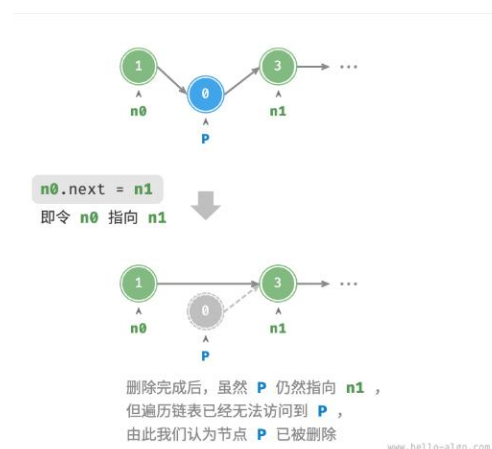 1
3
...
0
n0
n1
P
n0.next = n1
即令 n0 指向 n1
1
3
...
0
n0
n1
P
删除完成后，虽然 P 仍然指向 n1 ，
但遍历链表已经无法访问到 P ，
由此我们认为节点 P 已被删除
www.hello-algo.com